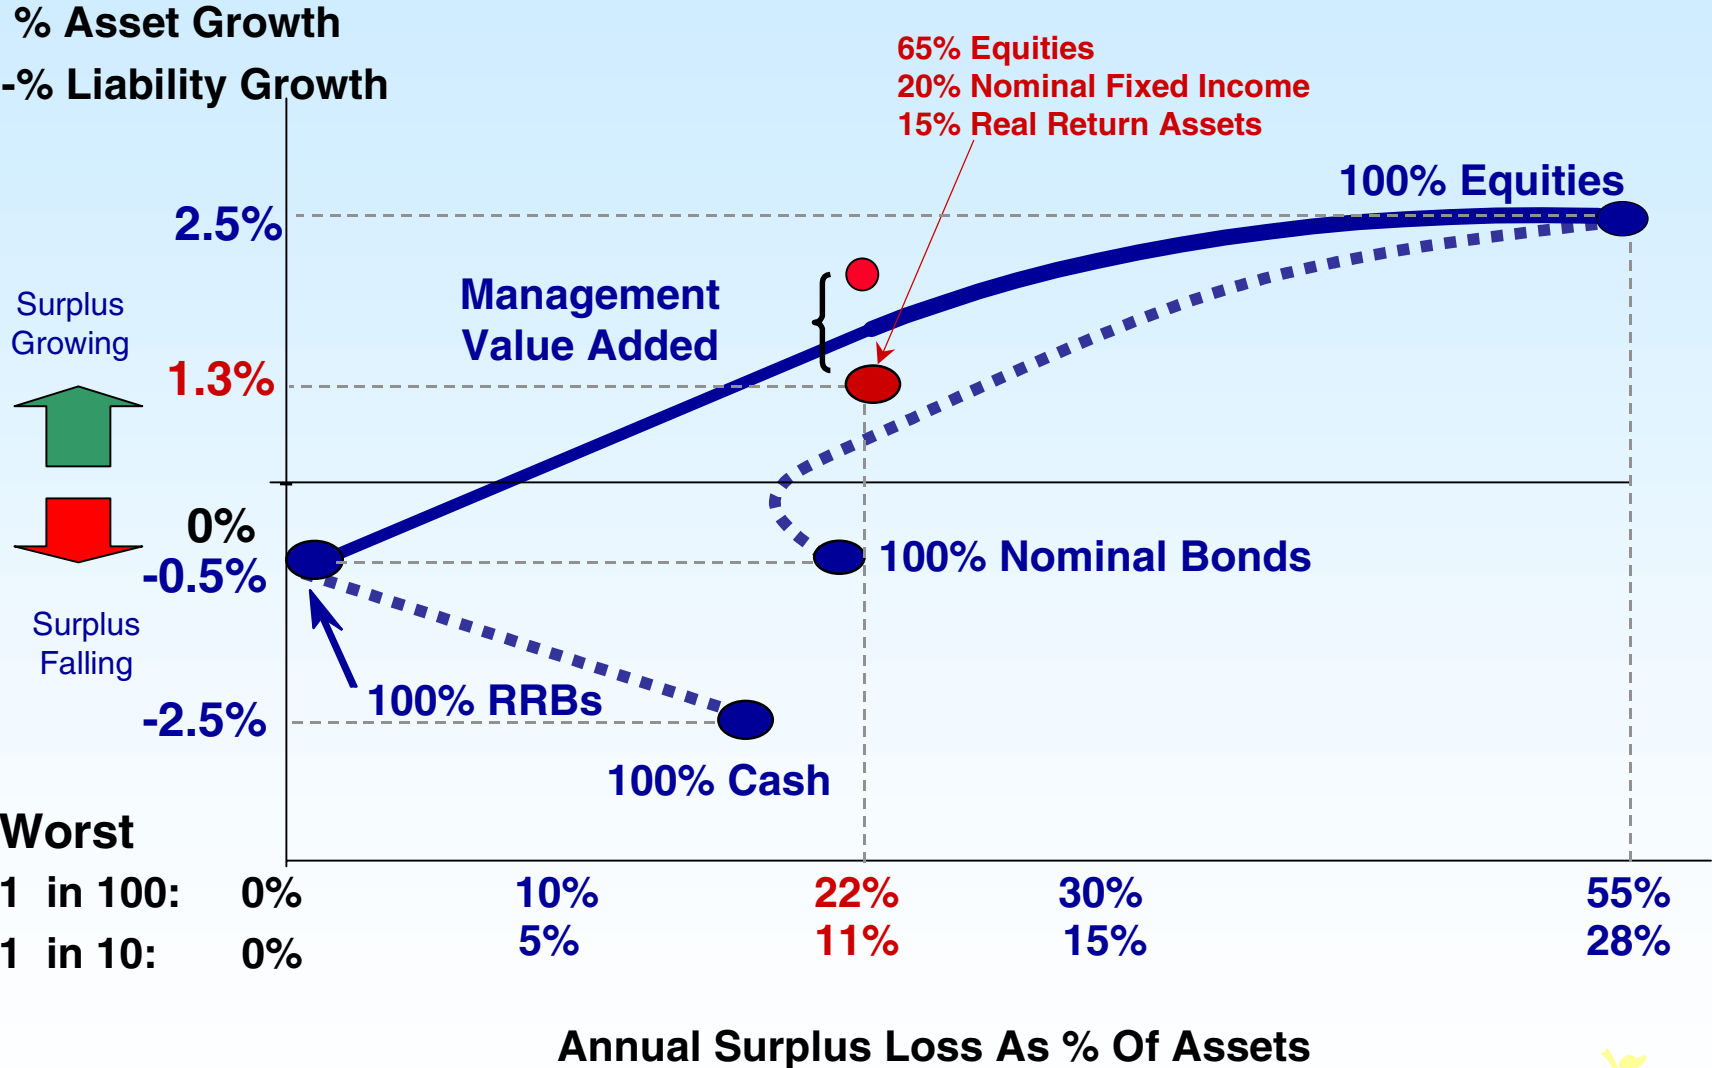 % Asset Growth
-% Liability Growth
65% Equities
20% Nominal Fixed Income
15% Real Return Assets
100% Equities
2.5%
Management
Value Added
Surplus
Growing
1.3%
0%
-0.5%
100% Nominal Bonds
Surplus
Falling
100% RRBs
-2.5%
100% Cash
Worst
1 in 100: 0% 10% 22% 30% 55%
1 in 10: 0% 5% 11% 15% 28%
Annual Surplus Loss As % Of Assets